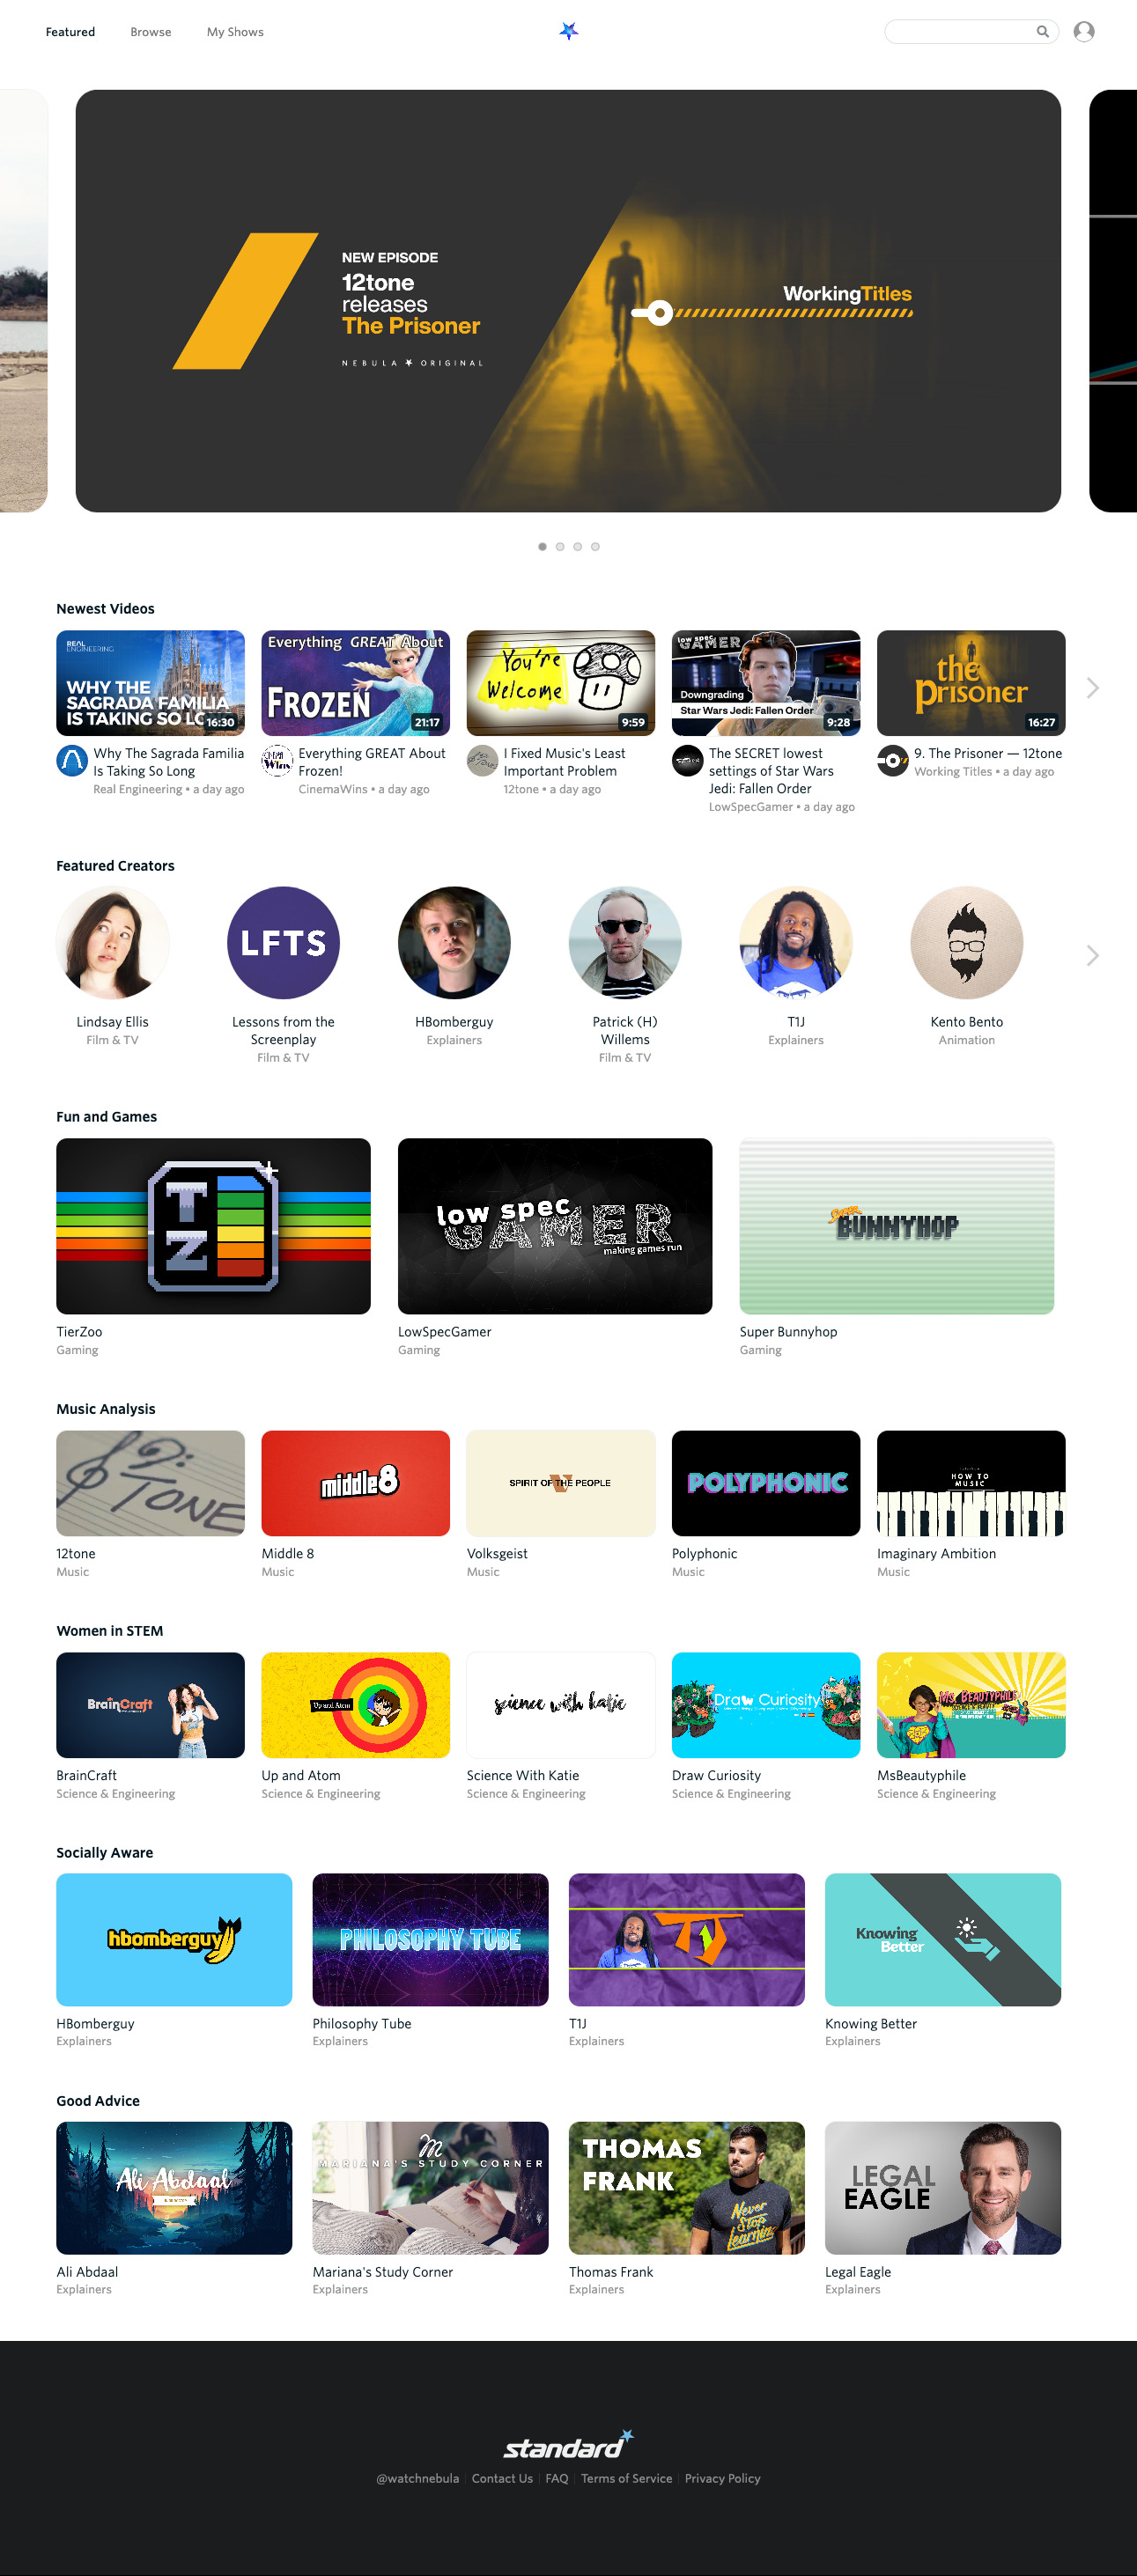 Featured
Browse
My Shows
NEW EPISODE
12tone
releases
The Prisoner
NEBULA ORIGINAL
WorkingTitles
Newest Videos
REAL
ENGINEERING
WHY THE
SAGRADA FAMILIA
IS TAKING SO LO
16:30
Everything GREAT About
FROZEN
21:17
You're
Welcome
9:59
low spec
GAMER
Downgrading
Star Wars Jedi: Fallen Order
9:28
the
prisoner
16:27
Why The Sagrada Familia
Is Taking So Long
Real Engineering • a day ago
Everything GREAT About
Frozen!
CinemaWins • a day ago
I Fixed Music's Least
Important Problem
12tone • a day ago
The SECRET lowest
settings of Star Wars
Jedi: Fallen Order
LowSpecGamer • a day ago
9. The Prisoner — 12tone
Working Titles • a day ago
Featured Creators
LFTS
Lindsay Ellis
Film & TV
Lessons from the
Screenplay
Film & TV
HBomberguy
Explainers
Patrick (H)
Willems
Film & TV
T1J
Explainers
Kento Bento
Animation
Fun and Games
TZ
low spec
GAMER
making games run
SUPER
BUNNYHOP
TierZoo
Gaming
LowSpecGamer
Gaming
Super Bunnyhop
Gaming
Music Analysis
12
TONE
middle 8
SPIRIT OF THE PEOPLE
POLYPHONIC
HOW TO
MUSIC
12tone
Music
Middle 8
Music
Volksgeist
Music
Polyphonic
Music
Imaginary Ambition
Music
Women in STEM
BrainCraft
Up and Atom
science with katie
Draw Curiosity
MS. BEAUTYPHILE
BrainCraft
Science & Engineering
Up and Atom
Science & Engineering
Science With Katie
Science & Engineering
Draw Curiosity
Science & Engineering
MsBeautyphile
Science & Engineering
Socially Aware
hbomberguy
PHILOSOPHY TUBE
T1J
Knowing
Better
HBomberguy
Explainers
Philosophy Tube
Explainers
T1J
Explainers
Knowing Better
Explainers
Good Advice
Ali Abdaal
M
MARIANA'S STUDY CORNER
THOMAS
FRANK
Never
Stop
Learnin'
LEGAL
EAGLE
Ali Abdaal
Explainers
Mariana's Study Corner
Explainers
Thomas Frank
Explainers
Legal Eagle
Explainers
standard
@watchnebula
Contact Us
FAQ
Terms of Service
Privacy Policy